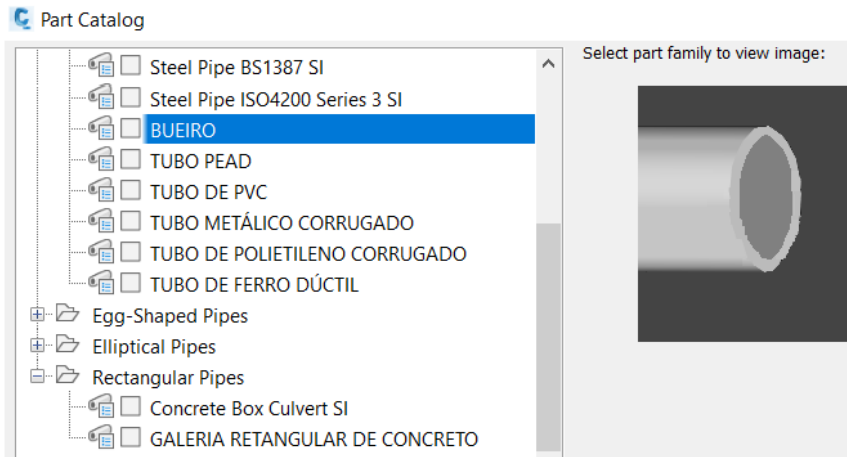 Part Catalog
Select part family to view image:
Steel Pipe BS1387 SI
Steel Pipe ISO4200 Series 3 SI
BUEIRO
TUBO PEAD
TUBO DE PVC
TUBO METÁLICO CORRUGADO
TUBO DE POLIETILENO CORRUGADO
TUBO DE FERRO DÚCTIL
Egg-Shaped Pipes
Elliptical Pipes
Rectangular Pipes
Concrete Box Culvert SI
GALERIA RETANGULAR DE CONCRETO